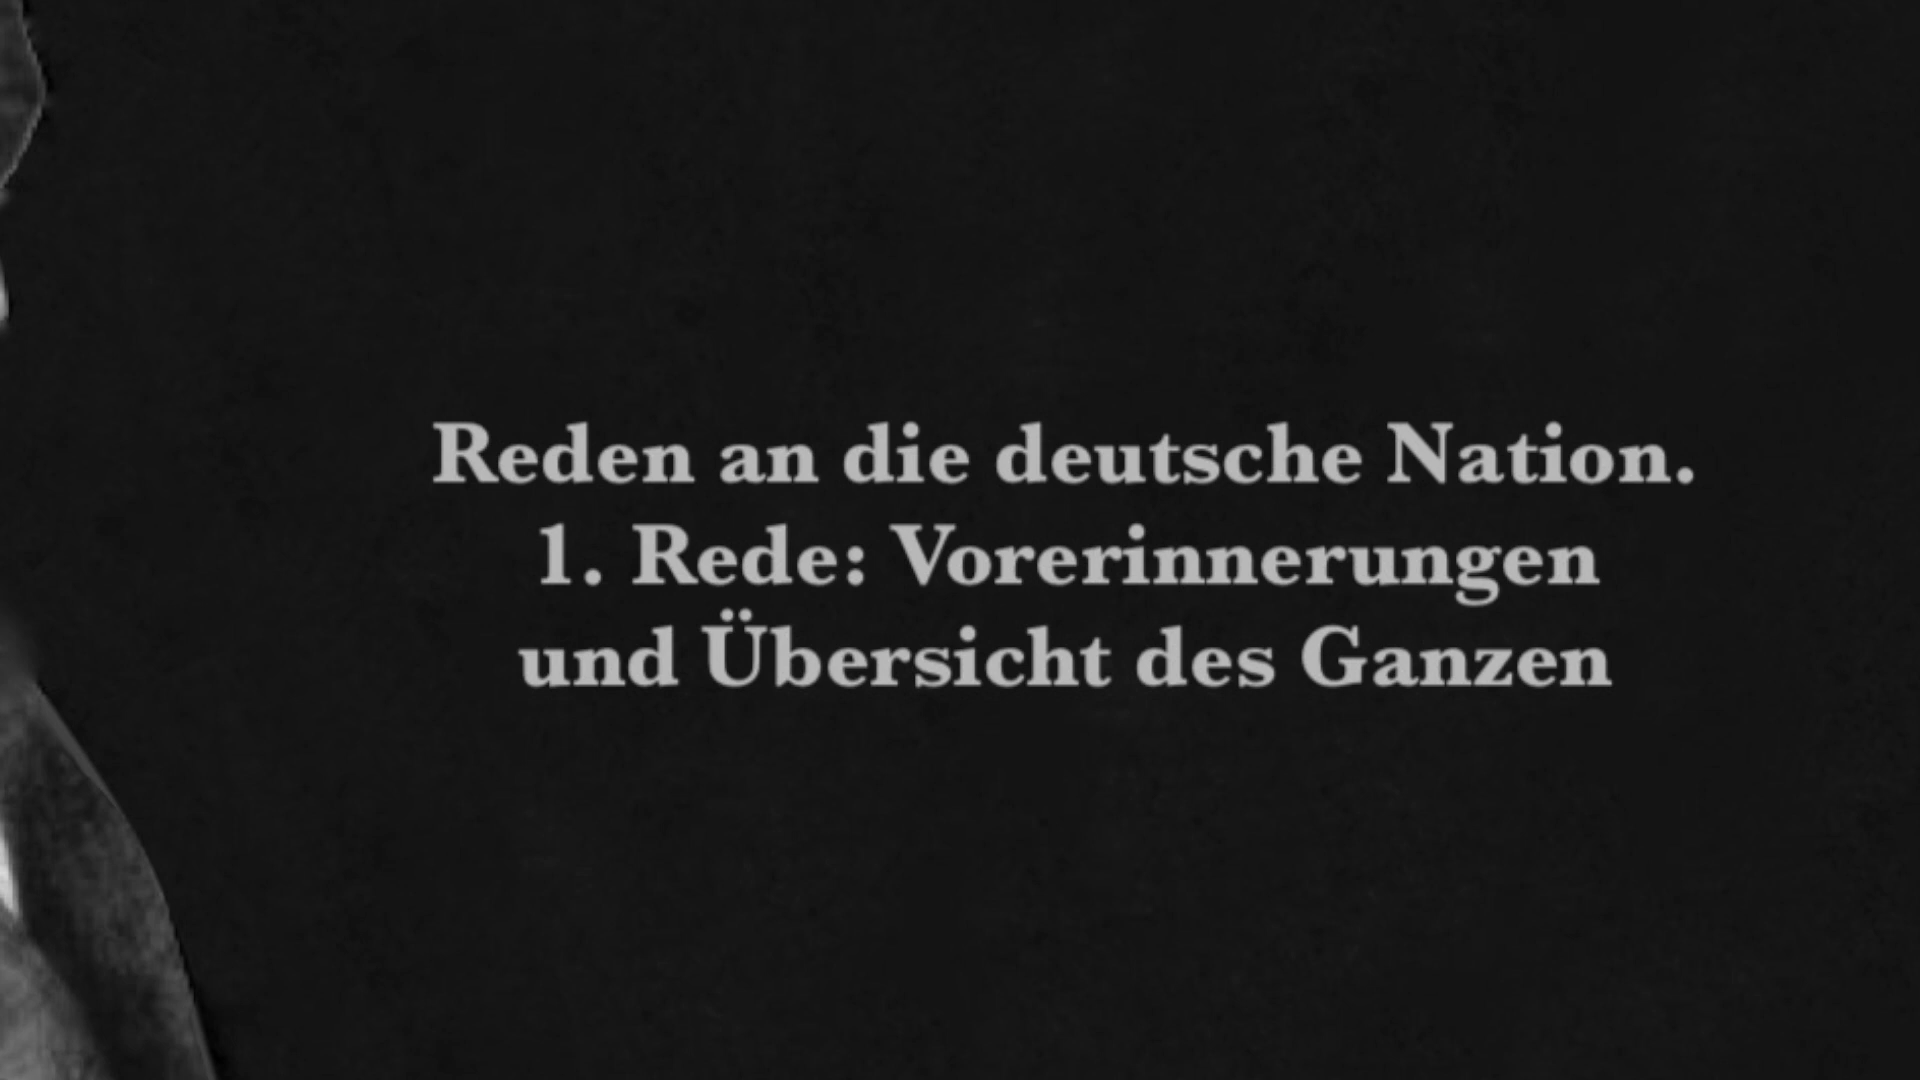 Reden an die deutsche Nation.
1. Rede: Vorerinnerungen
und Übersicht des Ganzen